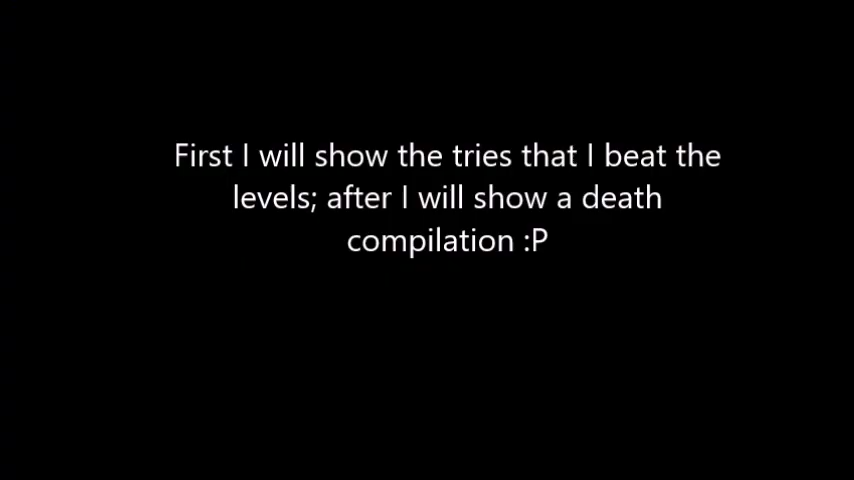 First I will show the tries that I beat the
levels; after I will show a death
compilation :P